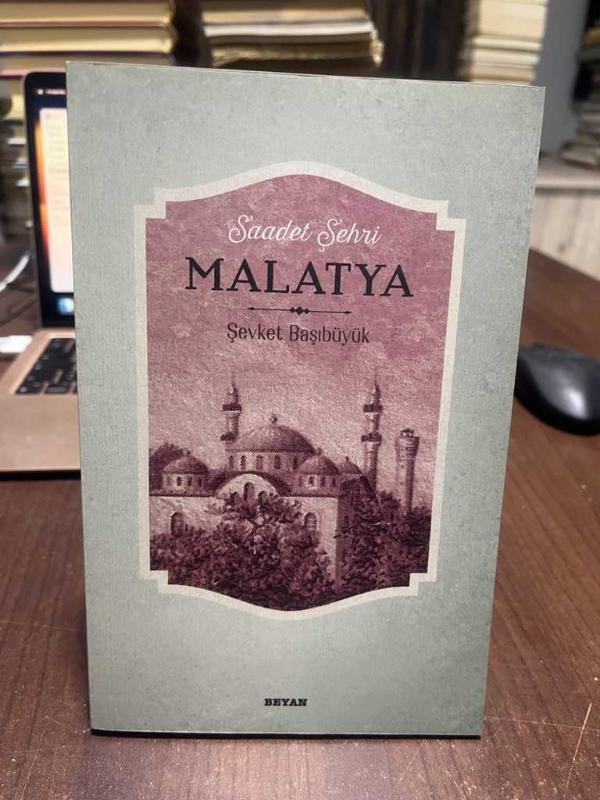 Saadet Şehri
MALATYA
Şevket Başıbüyük
BEYAN